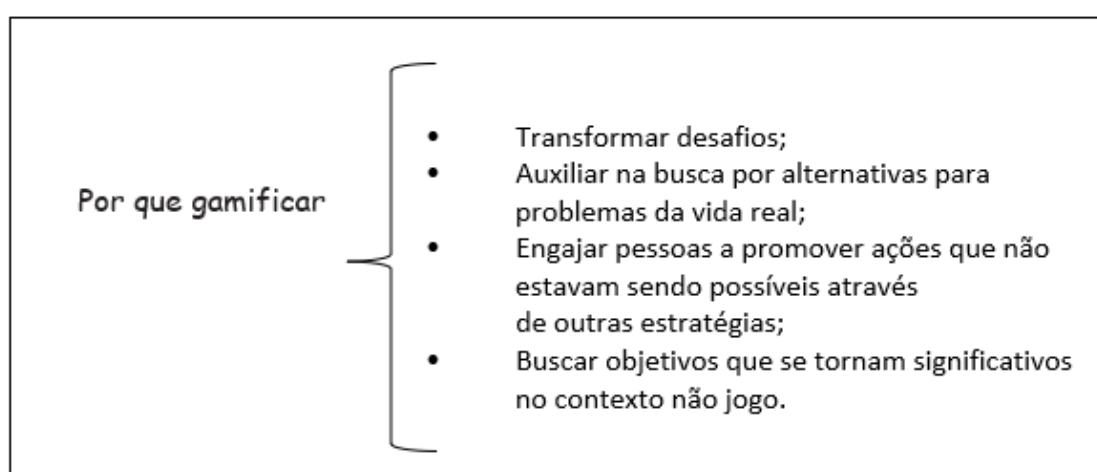 Por que gamificar
• Transformar desafios;
• Auxiliar na busca por alternativas para
problemas da vida real;
• Engajar pessoas a promover ações que não
estavam sendo possíveis através
de outras estratégias;
• Buscar objetivos que se tornam significativos
no contexto não jogo.